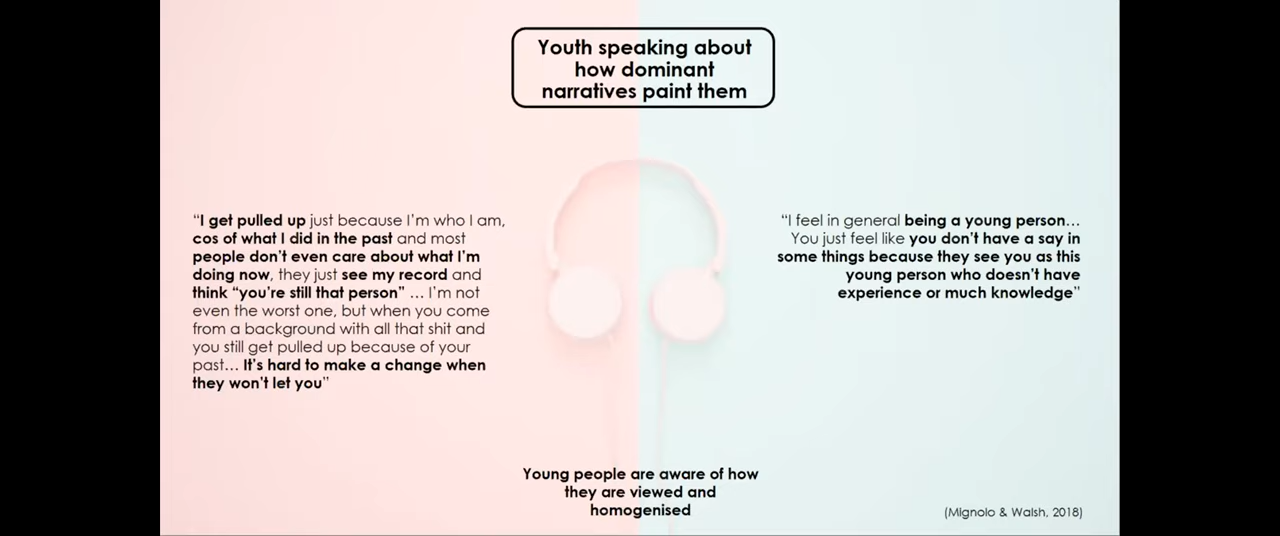 Youth speaking about
how dominant
narratives paint them
“I get pulled up just because I’m who I am,
cos of what I did in the past and most
people don’t even care about what I’m
doing now, they just see my record and
think “you’re still that person” … I’m not
even the worst one, but when you come
from a background with all that shit and
you still get pulled up because of your
past… It’s hard to make a change when
they won’t let you”
“I feel in general being a young person…
You just feel like you don’t have a say in
some things because they see you as this
young person who doesn’t have
experience or much knowledge”
Young people are aware of how
they are viewed and
homogenised
(Mignolo & Walsh, 2018)